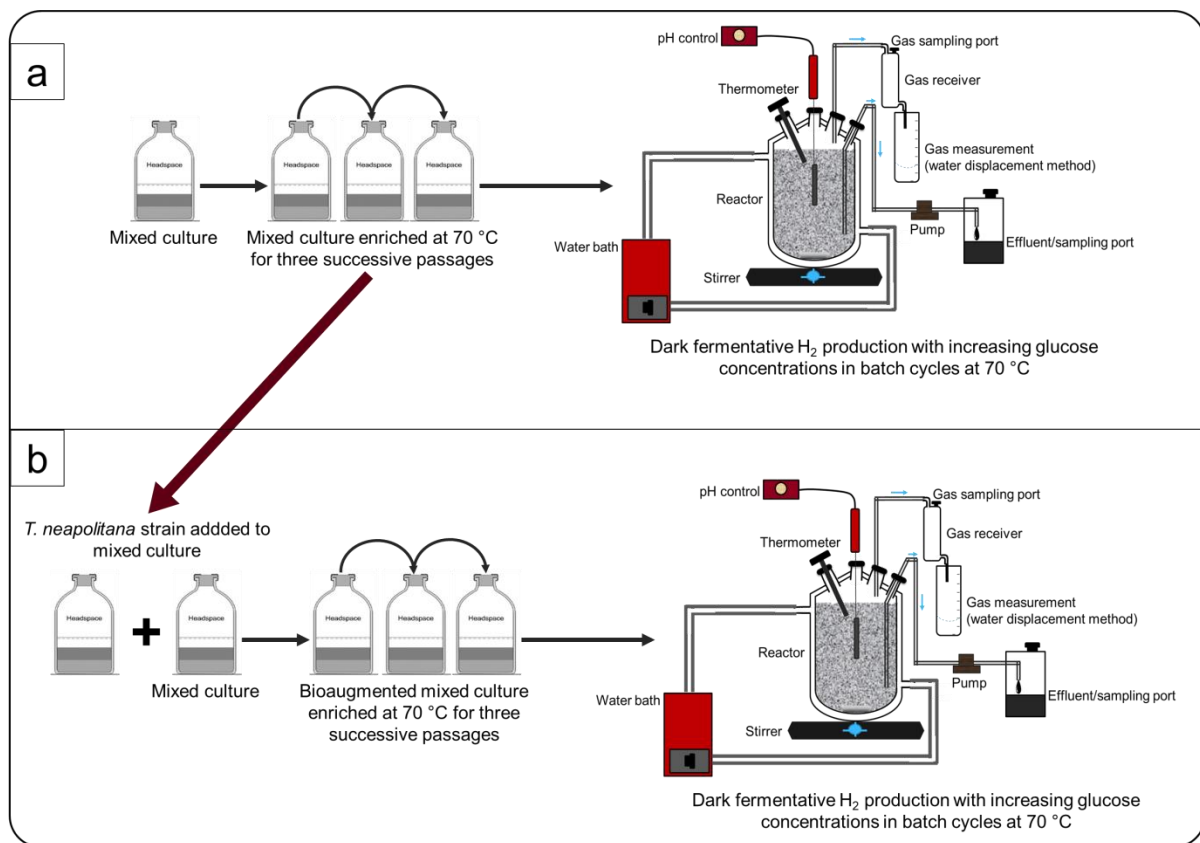 a
Headspace
Mixed culture
Headspace
Headspace
Headspace
Mixed culture enriched at 70 °C
for three successive passages
pH control
Thermometer
Reactor
Water bath
Stirrer
Gas sampling port
Gas receiver
Gas measurement
(water displacement method)
Pump
Effluent/sampling port
Dark fermentative H₂ production with increasing glucose
concentrations in batch cycles at 70 °C
b
T. neapolitana strain addded to
mixed culture
Headspace
+
Headspace
Mixed culture
Headspace
Headspace
Headspace
Bioaugmented mixed culture
enriched at 70 °C for three
successive passages
pH control
Thermometer
Reactor
Water bath
Stirrer
Gas sampling port
Gas receiver
Gas measurement
(water displacement method)
Pump
Effluent/sampling port
Dark fermentative H₂ production with increasing glucose
concentrations in batch cycles at 70 °C